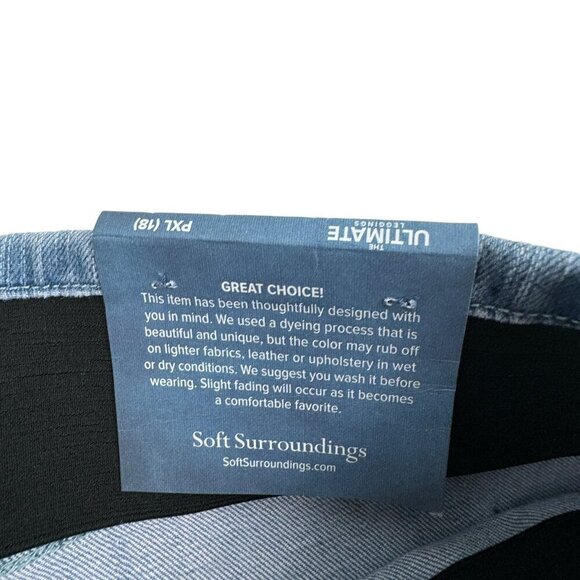 PXL (18)
THE
ULTIMATE
LEGGINGS
GREAT CHOICE!
This item has been thoughtfully designed with
you in mind. We used a dyeing process that is
beautiful and unique, but the color may rub off
on lighter fabrics, leather or upholstery in wet
or dry conditions. We suggest you wash it before
wearing. Slight fading will occur as it becomes
a comfortable favorite.
Soft Surroundings
SoftSurroundings.com